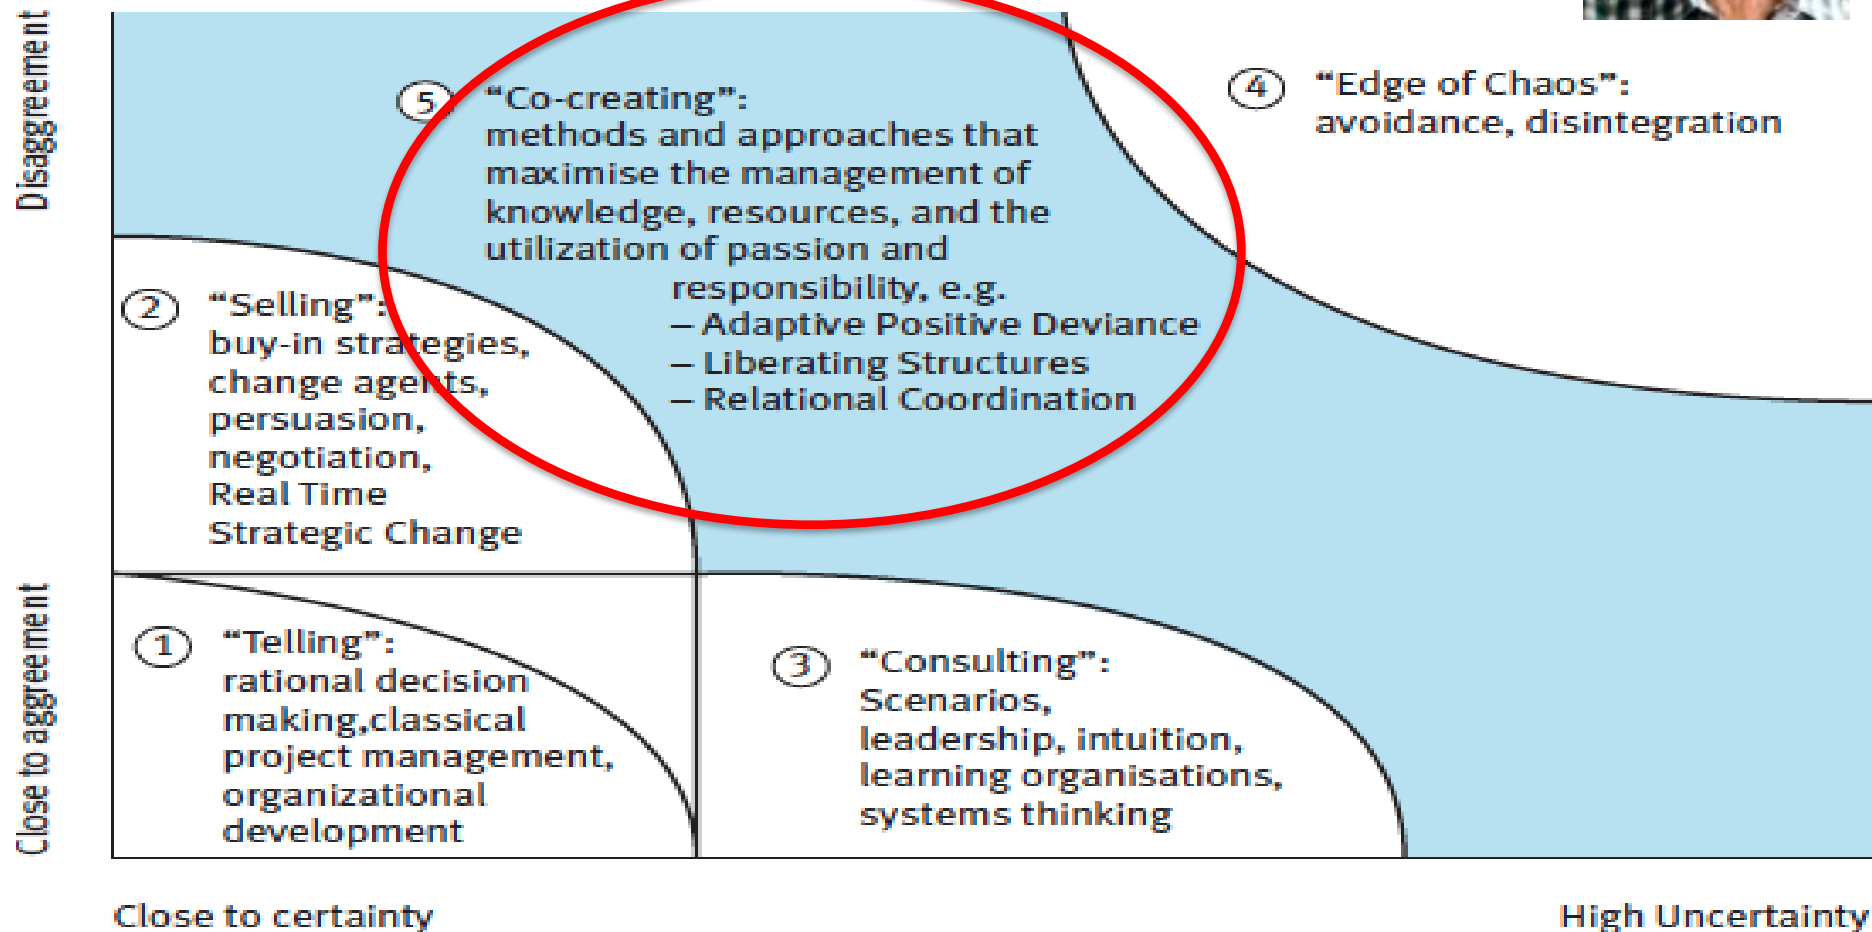 Disaggreement
5
“Co-creating”:
methods and approaches that
maximise the management of
knowledge, resources, and the
utilization of passion and
responsibility, e.g.
– Adaptive Positive Deviance
– Liberating Structures
– Relational Coordination
4
“Edge of Chaos”:
avoidance, disintegration
2
“Selling”:
buy-in strategies,
change agents,
persuasion,
negotiation,
Real Time
Strategic Change
Close to aggreement
1
“Telling”:
rational decision
making,classical
project management,
organizational
development
3
“Consulting”:
Scenarios,
leadership, intuition,
learning organisations,
systems thinking
Close to certainty
High Uncertainty